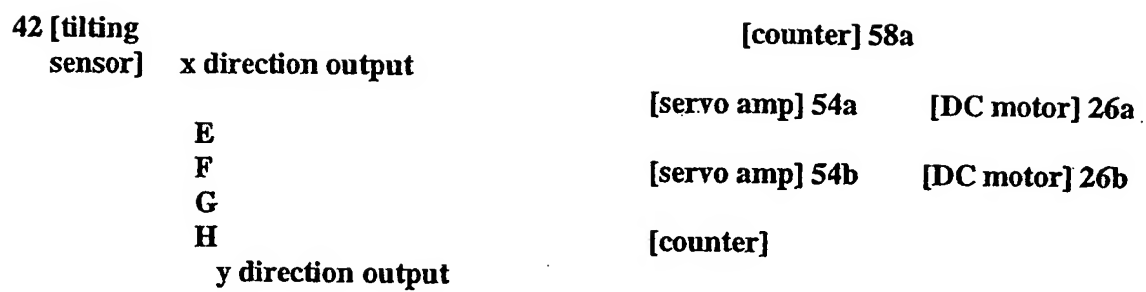 42 [tilting
sensor] x direction output
E
F
G
H
y direction output
[counter] 58a
[servo amp] 54a [DC motor] 26a
[servo amp] 54b [DC motor] 26b
[counter]